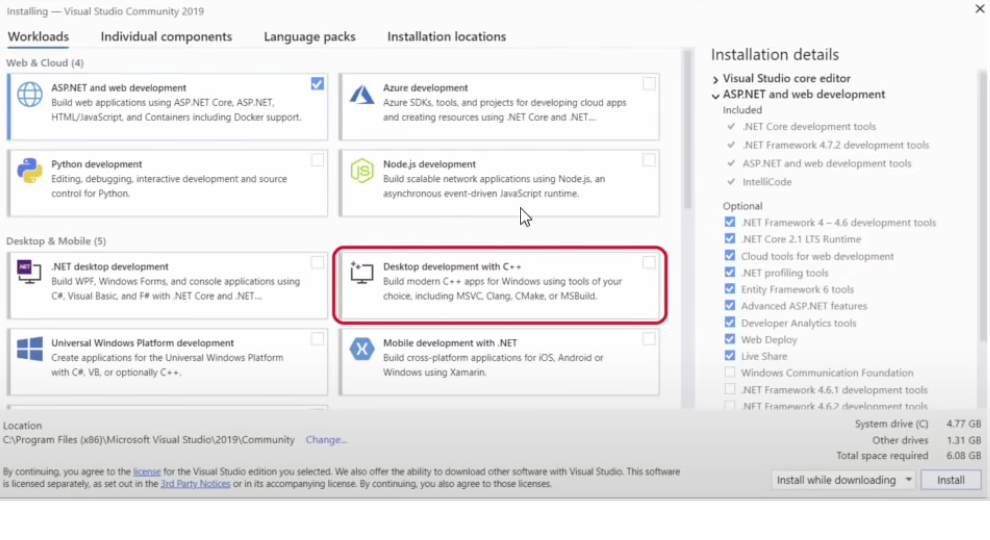 Installing — Visual Studio Community 2019
Workloads
Individual components
Language packs
Installation locations
Web & Cloud (4)
ASP.NET and web development
Build web applications using ASP.NET Core, ASP.NET,
HTML/JavaScript, and Containers including Docker support.
Azure development
Azure SDKs, tools, and projects for developing cloud apps
and creating resources using .NET Core and .NET....
Python development
Editing, debugging, interactive development and source
control for Python.
JS
Node.js development
Build scalable network applications using Node.js, an
asynchronous event-driven JavaScript runtime.
Desktop & Mobile (5)
.NET
.NET desktop development
Build WPF, Windows Forms, and console applications using
C#, Visual Basic, and F# with .NET Core and .NET....
Desktop development with C++
Build modern C++ apps for Windows using tools of your
choice, including MSVC, Clang, CMake, or MSBuild.
Universal Windows Platform development
Create applications for the Universal Windows Platform
with C#, VB, or optionally C++.
Mobile development with .NET
Build cross-platform applications for iOS, Android or
Windows using Xamarin.
Installation details
Visual Studio core editor
ASP.NET and web development
Included
.NET Core development tools
.NET Framework 4.7.2 development tools
ASP.NET and web development tools
IntelliCode
Optional
.NET Framework 4 – 4.6 development tools
.NET Core 2.1 LTS Runtime
Cloud tools for web development
.NET profiling tools
Entity Framework 6 tools
Advanced ASP.NET features
Developer Analytics tools
Web Deploy
Live Share
Windows Communication Foundation
.NET Framework 4.6.1 development tools
.NET Framework 4.6.2 development tools
Location
C:\Program Files (x86)\Microsoft Visual Studio\2019\Community Change...
System drive (C) 4.77 GB
Other drives 1.31 GB
Total space required 6.08 GB
By continuing, you agree to the license for the Visual Studio edition you selected. We also offer the ability to download other software with Visual Studio. This software
is licensed separately, as set out in the 3rd Party Notices or in its accompanying license. By continuing, you also agree to those licenses.
Install while downloading
Install